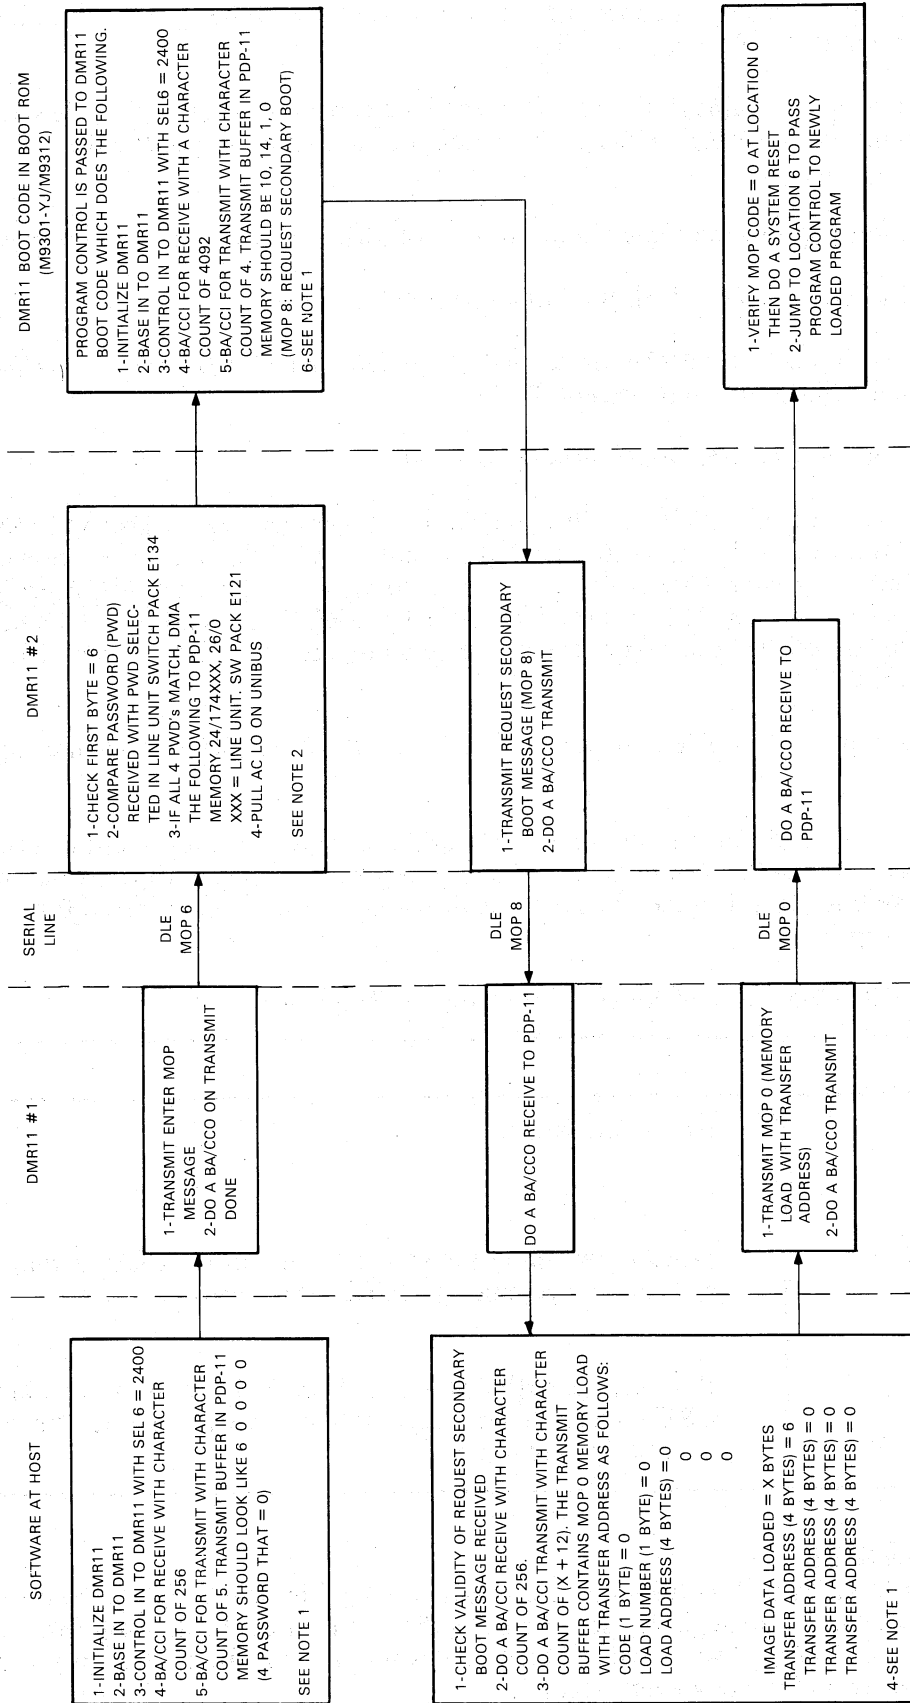 SOFTWARE AT HOST
DMR11 #1
SERIAL
LINE
DMR11 #2
DMR11 BOOT CODE IN BOOT ROM
(M9301-YJ/M9312)
1-INITIALIZE DMR11
2-BASE IN TO DMR11
3-CONTROL IN TO DMR11 WITH SEL 6 = 2400
4-BA/CCI FOR RECEIVE WITH CHARACTER
COUNT OF 256
5-BA/CCI FOR TRANSMIT WITH CHARACTER
COUNT OF 5. TRANSMIT BUFFER IN PDP-11
MEMORY SHOULD LOOK LIKE 6 0 0 0 0
(4 PASSWORD THAT = 0)
SEE NOTE 1
1-TRANSMIT ENTER MOP
MESSAGE
2-DO A BA/CCO ON TRANSMIT
DONE
DLE
MOP 6
1-CHECK FIRST BYTE = 6
2-COMPARE PASSWORD (PWD)
RECEIVED WITH PWD SELEC-
TED IN LINE UNIT SWITCH PACK E134
3-IF ALL 4 PWD's MATCH, DMA
THE FOLLOWING TO PDP-11
MEMORY 24/174XXX, 26/0
XXX = LINE UNIT. SW PACK E121
4-PULL AC LO ON UNIBUS
SEE NOTE 2
PROGRAM CONTROL IS PASSED TO DMR11
BOOT CODE WHICH DOES THE FOLLOWING.
1-INITIALIZE DMR11
2-BASE IN TO DMR11
3-CONTROL IN TO DMR11 WITH SEL6 = 2400
4-BA/CCI FOR RECEIVE WITH A CHARACTER
COUNT OF 4092
5-BA/CCI FOR TRANSMIT WITH CHARACTER
COUNT OF 4. TRANSMIT BUFFER IN PDP-11
MEMORY SHOULD BE 10, 14, 1, 0
(MOP 8: REQUEST SECONDARY BOOT)
6-SEE NOTE 1
1-TRANSMIT REQUEST SECONDARY
BOOT MESSAGE (MOP 8)
2-DO A BA/CCO TRANSMIT
DLE
MOP 8
DO A BA/CCO RECEIVE TO PDP-11
1-CHECK VALIDITY OF REQUEST SECONDARY
BOOT MESSAGE RECEIVED
2-DO A BA/CCI RECEIVE WITH CHARACTER
COUNT OF 256.
3-DO A BA/CCI TRANSMIT WITH CHARACTER
COUNT OF (X + 12). THE TRANSMIT
BUFFER CONTAINS MOP 0 MEMORY LOAD
WITH TRANSFER ADDRESS AS FOLLOWS:
CODE (1 BYTE) = 0
LOAD NUMBER (1 BYTE) = 0
LOAD ADDRESS (4 BYTES) = 0
0
0
0
IMAGE DATA LOADED = X BYTES
TRANSFER ADDRESS (4 BYTES) = 6
TRANSFER ADDRESS (4 BYTES) = 0
TRANSFER ADDRESS (4 BYTES) = 0
TRANSFER ADDRESS (4 BYTES) = 0
4-SEE NOTE 1
1-TRANSMIT MOP 0 (MEMORY
LOAD WITH TRANSFER
ADDRESS)
2-DO A BA/CCO TRANSMIT
DLE
MOP 0
DO A BA/CCO RECEIVE TO
PDP-11
1-VERIFY MOP CODE = 0 AT LOCATION 0
THEN DO A SYSTEM RESET
2-JUMP TO LOCATION 6 TO PASS
PROGRAM CONTROL TO NEWLY
LOADED PROGRAM